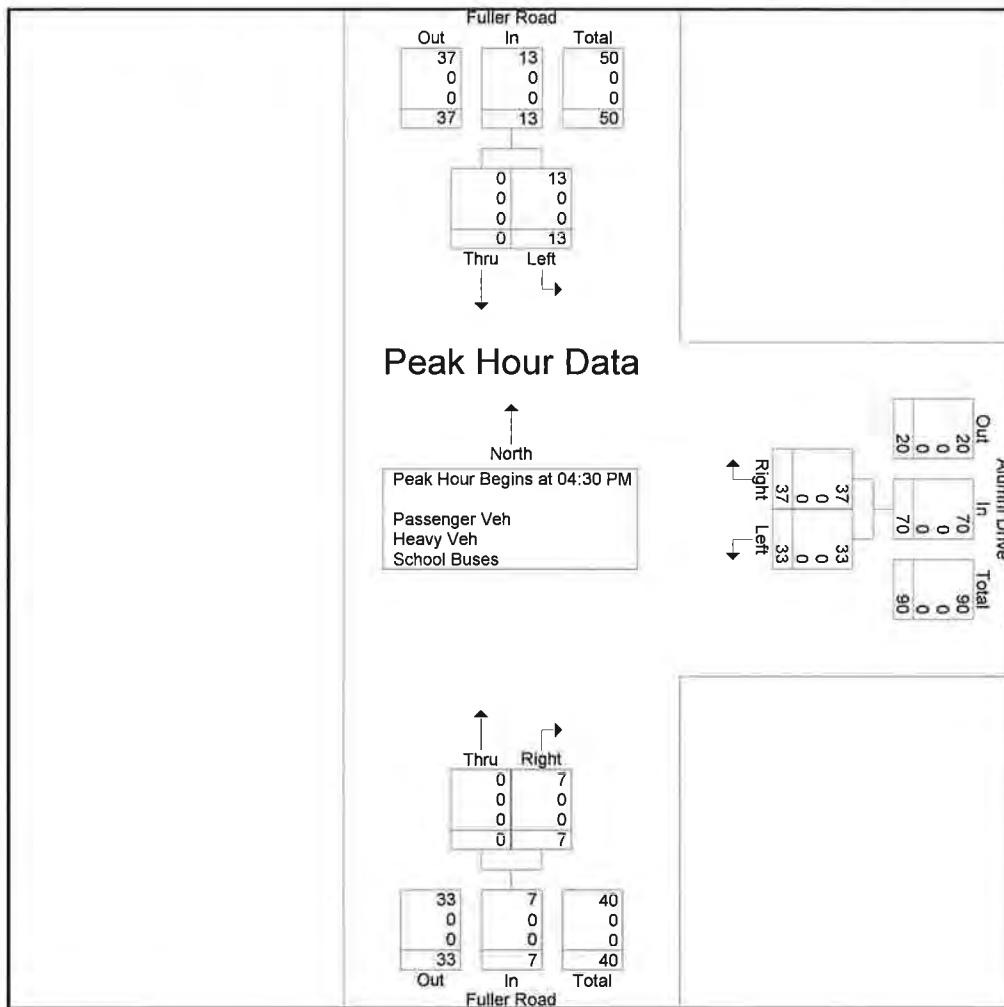 Fuller Road
Out In Total
37 13 50
0 0 0
0 0 0
37 13 50
0 13
0 0
0 0
0 13
Thru Left
Peak Hour Data
North
Peak Hour Begins at 04:30 PM
Passenger Veh
Heavy Veh
School Buses
Right Left
37 33
0 0
0 0
37 33
Alumni Drive
Out In Total
20 70 90
0 0 0
0 0 0
20 70 90
Thru Right
0 7
0 0
0 0
0 7
33 7 40
0 0 0
0 0 0
33 7 40
Out In Total
Fuller Road